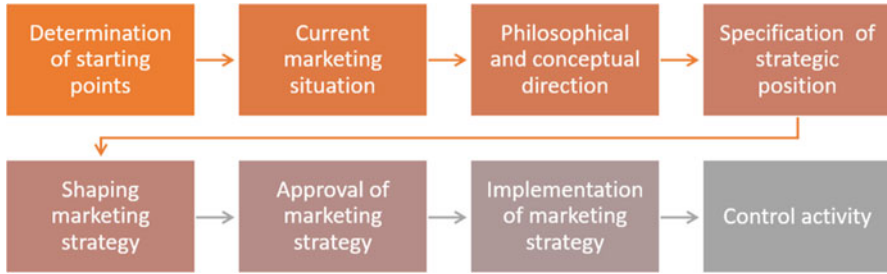 Determination
of starting
points
Current
marketing
situation
Philosophical
and conceptual
direction
Specification of
strategic
position
Shaping
marketing
strategy
Approval of
marketing
strategy
Implementation
of marketing
strategy
Control activity